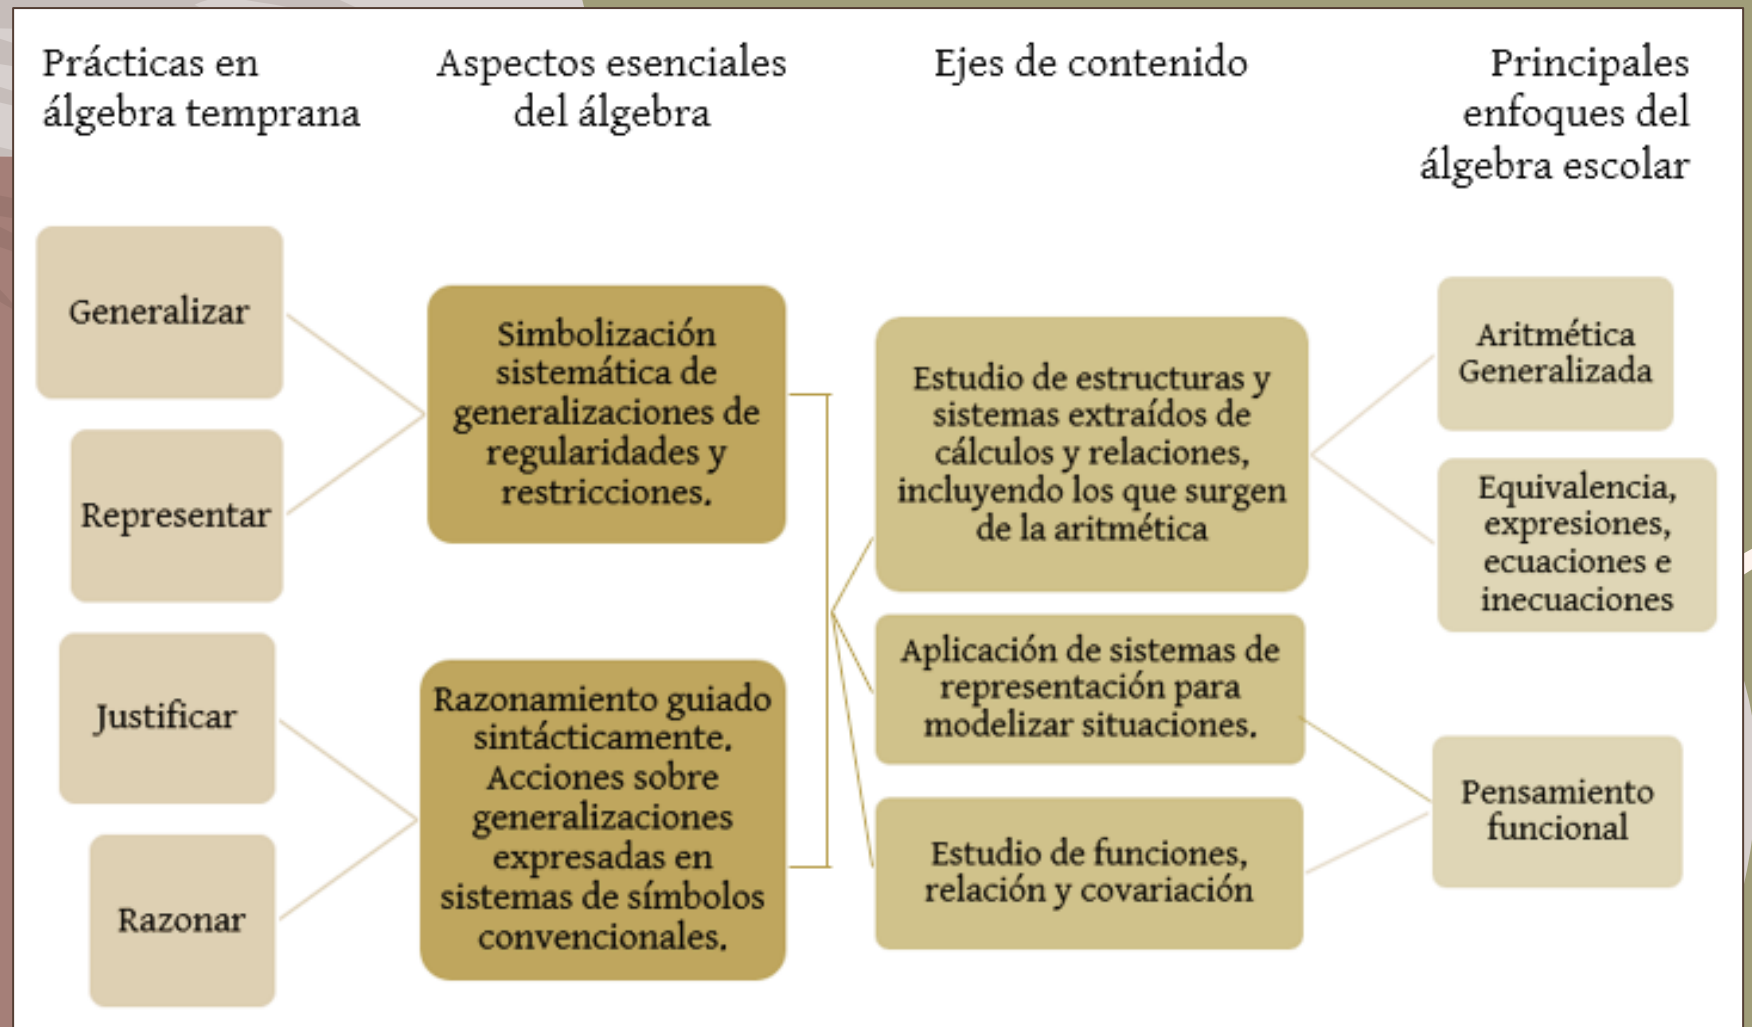 Prácticas en
álgebra temprana
Aspectos esenciales
del álgebra
Ejes de contenido
Principales
enfoques del
álgebra escolar
Generalizar
Representar
Justificar
Razonar
Simbolización
sistemática de
generalizaciones de
regularidades y
restricciones.
Razonamiento guiado
sintácticamente.
Acciones sobre
generalizaciones
expresadas en
sistemas de símbolos
convencionales.
Estudio de estructuras y
sistemas extraídos de
cálculos y relaciones,
incluyendo los que surgen
de la aritmética
Aplicación de sistemas de
representación para
modelizar situaciones.
Estudio de funciones,
relación y covariación
Aritmética
Generalizada
Equivalencia,
expresiones,
ecuaciones e
inecuaciones
Pensamiento
funcional